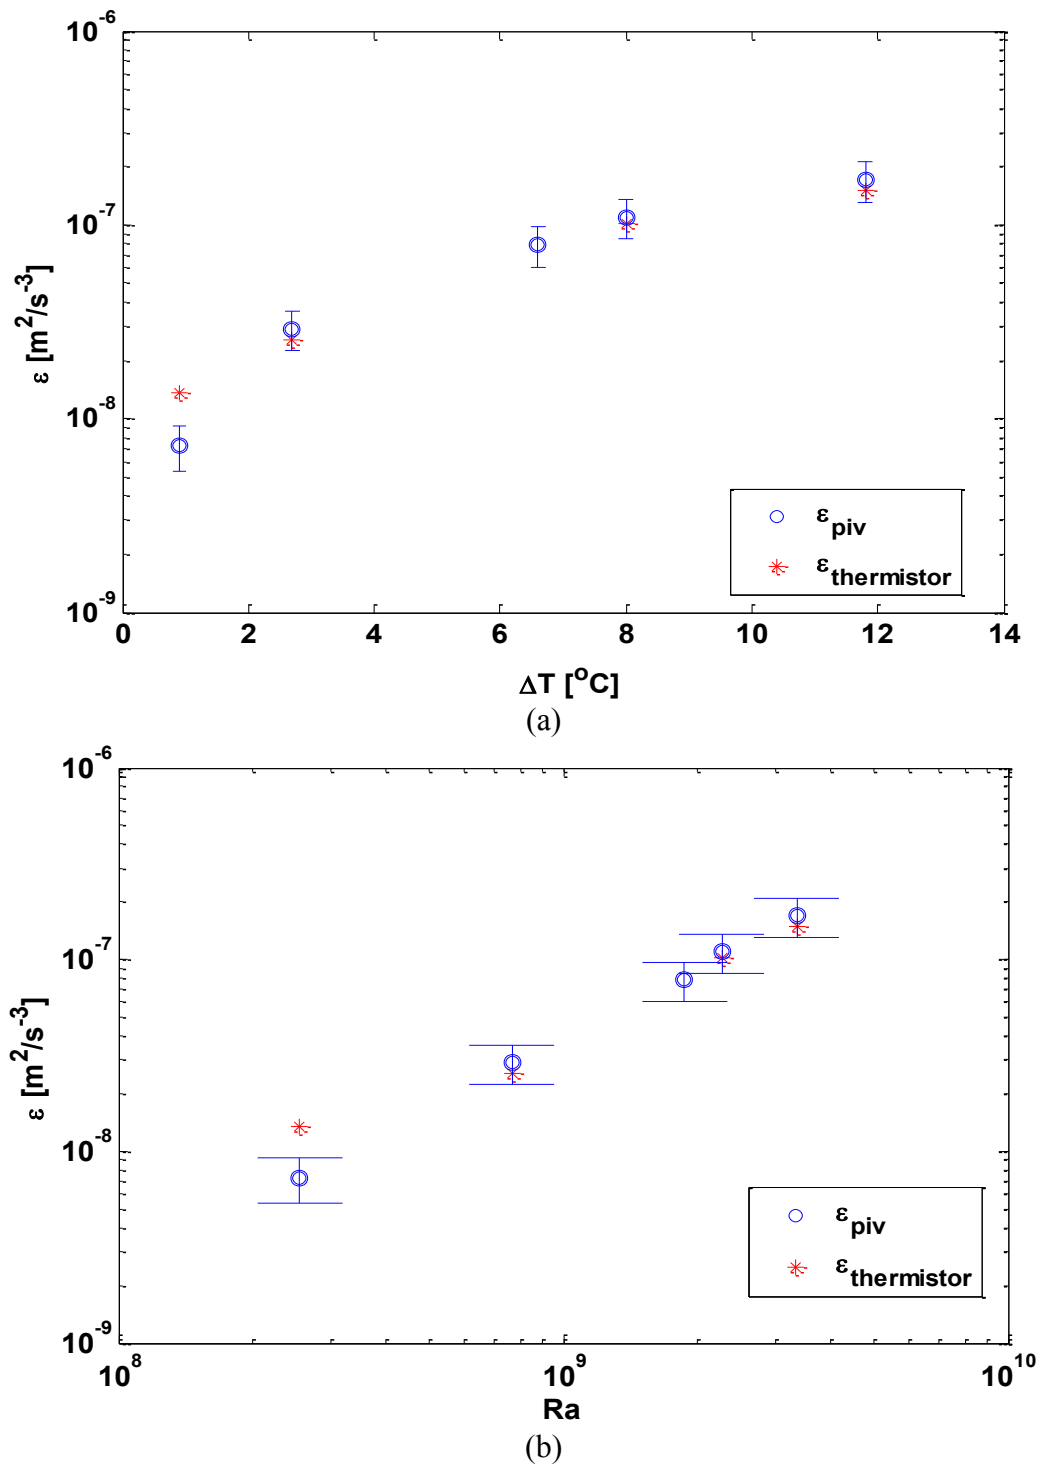 10^-6
10^-7
10^-8
10^-9
ε [m^2/s^-3]
0 2 4 6 8 10 12 14
ΔT [^oC]
ε_piv
ε_thermistor
(a)
10^-6
10^-7
10^-8
10^-9
ε [m^2/s^-3]
10^8 10^9 10^10
Ra
ε_piv
ε_thermistor
(b)